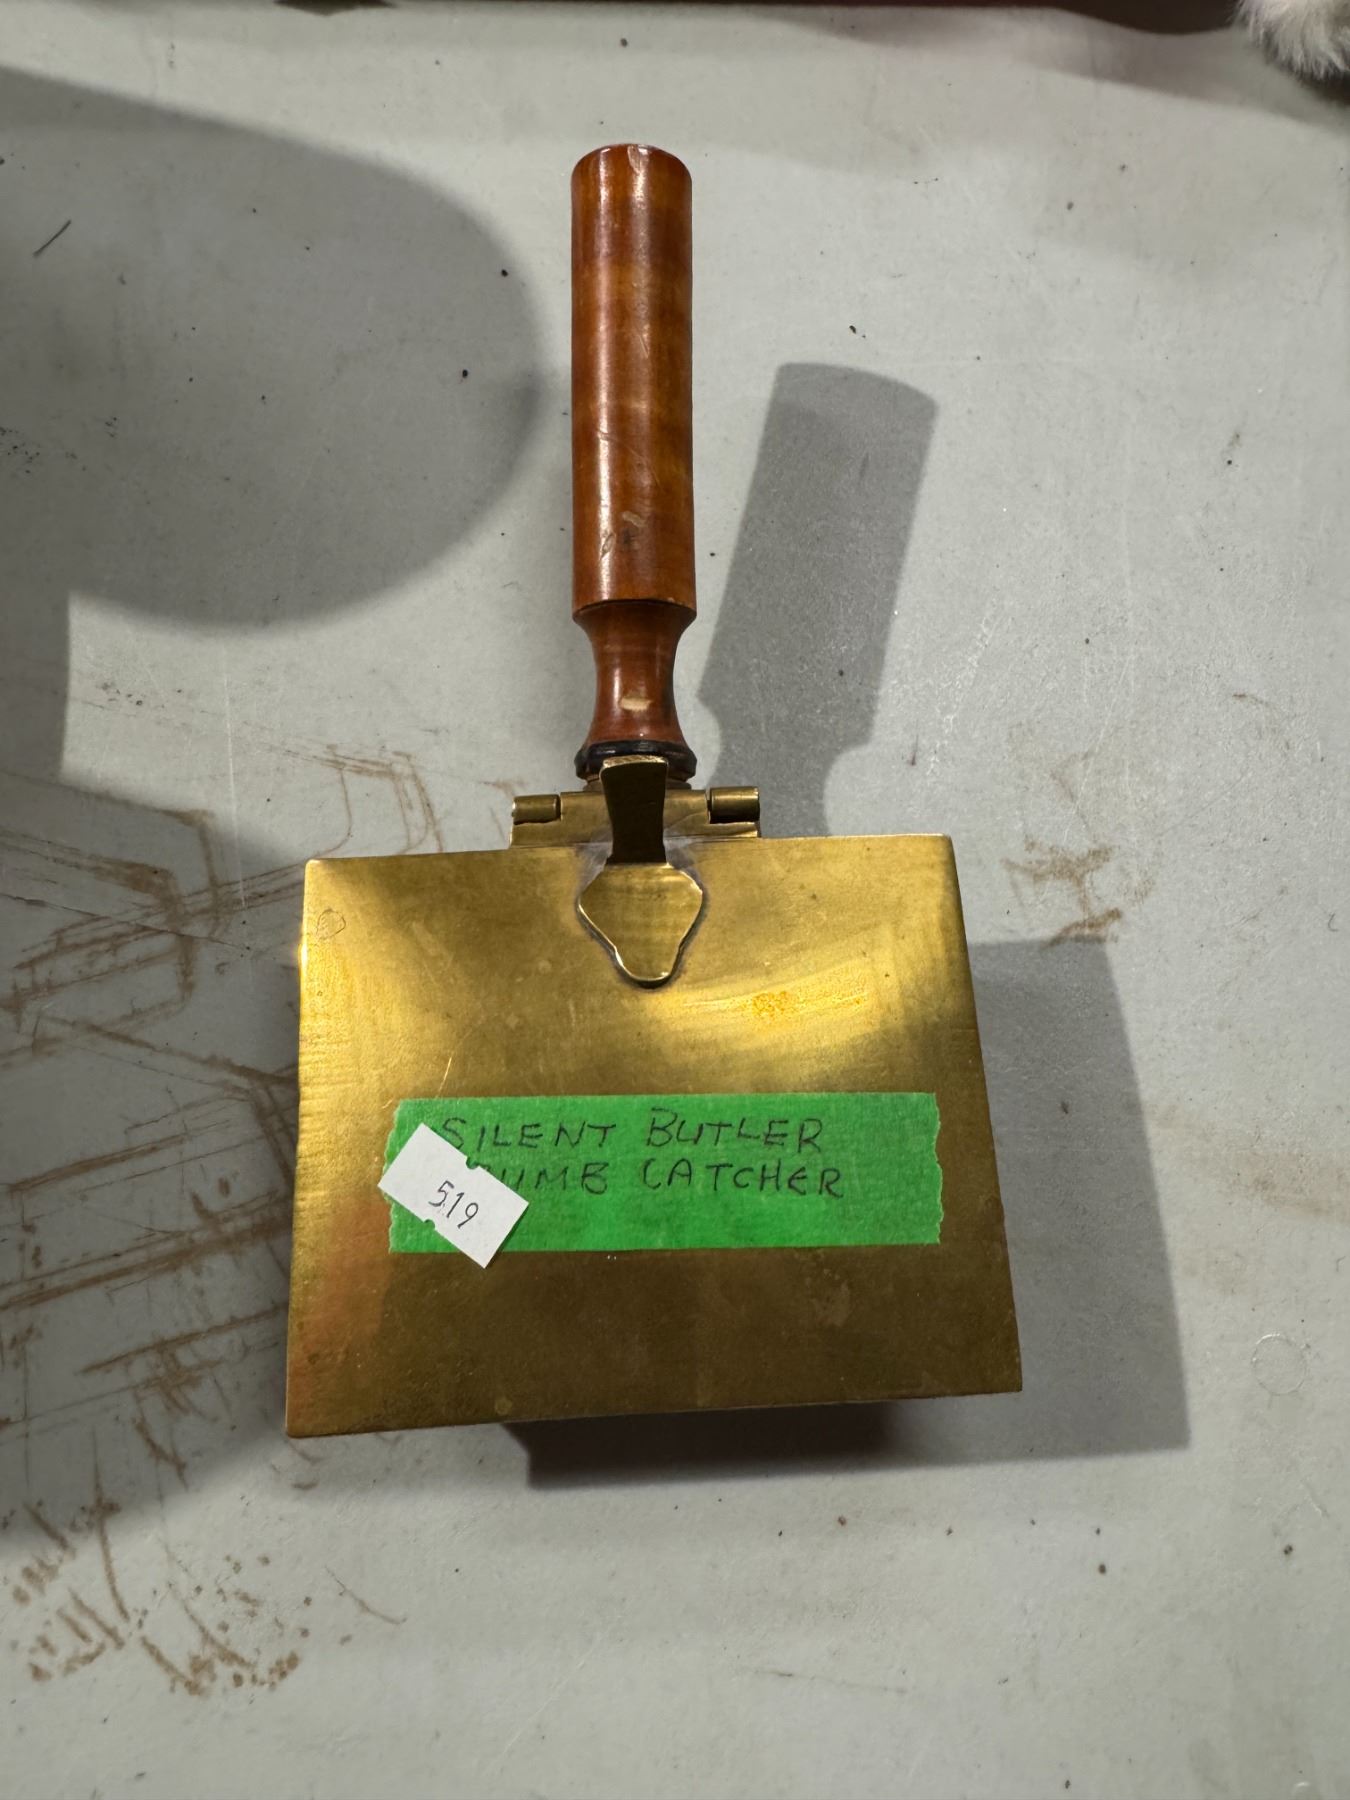 SILENT BUTLER
CATCHER
519